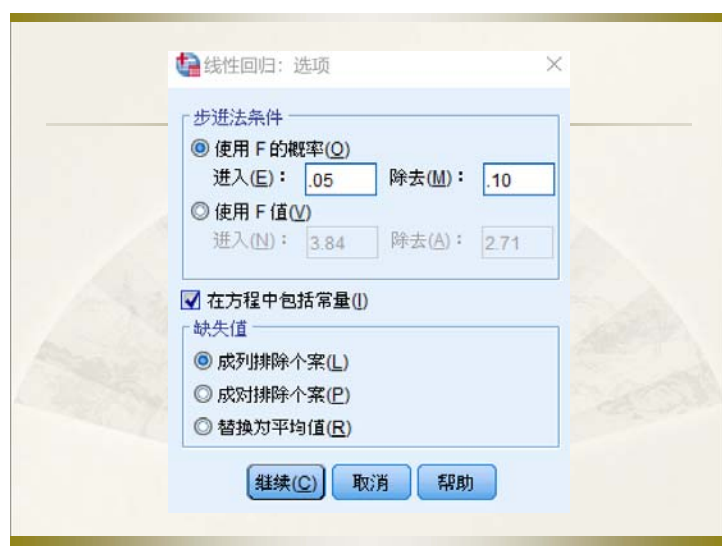 线性回归：选项
步进法条件
使用 F 的概率(O)
进入(E)： .05 除去(M)： .10
使用 F 值(V)
进入(N)： 3.84 除去(A)： 2.71
在方程中包括常量(I)
缺失值
成列排除个案(L)
成对排除个案(P)
替换为平均值(R)
继续(C) 取消 帮助